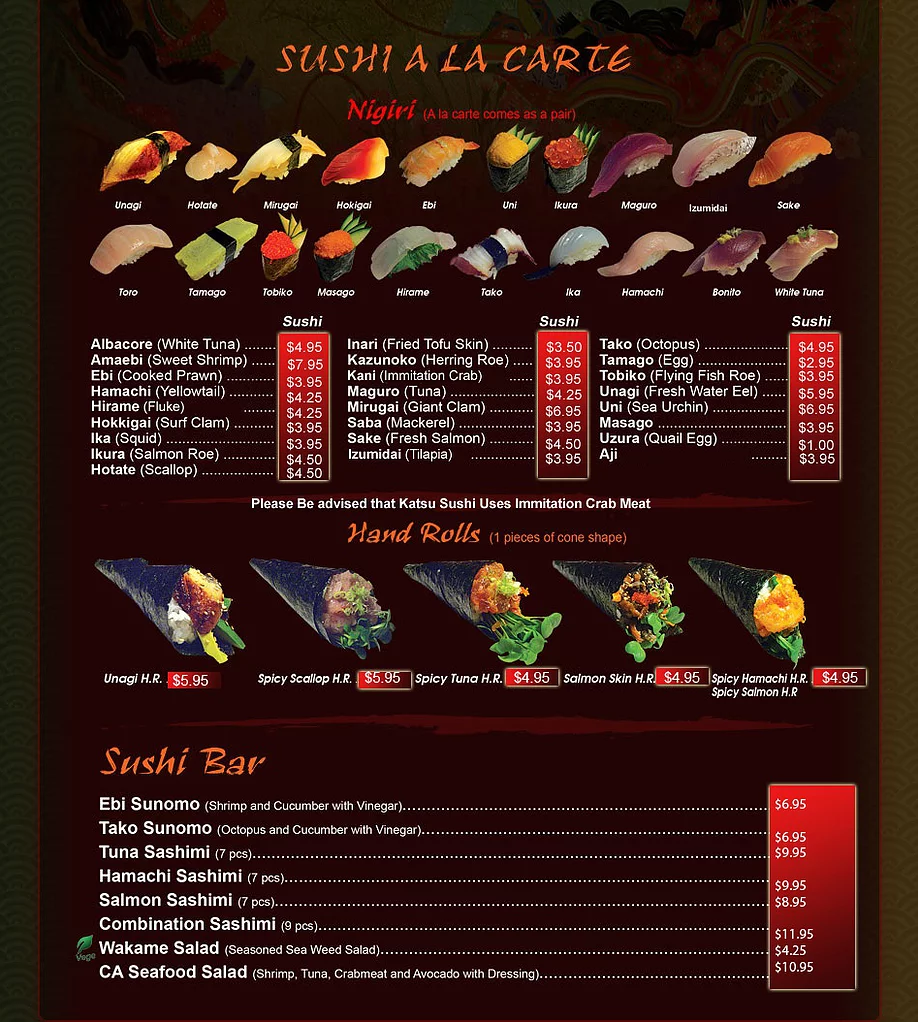 SUSHI A LA CARTE
Nigiri (A la carte comes as a pair)
Unagi Hotate Mirugai Hokigai Ebi Uni Ikura Maguro Izumidai Sake
Toro Tamago Tobiko Masago Hirame Tako Ika Hamachi Bonito White Tuna
Sushi
Albacore (White Tuna) ........ $4.95
Amaebi (Sweet Shrimp) ...... $7.95
Ebi (Cooked Prawn) ............. $3.95
Hamachi (Yellowtail) ............ $4.25
Hirame (Fluke) ........ $4.25
Hokkigai (Surf Clam) ........... $3.95
Ika (Squid) ........................... $3.95
Ikura (Salmon Roe) ............. $4.50
Hotate (Scallop) .................. $4.50
Sushi
Inari (Fried Tofu Skin) .......... $3.50
Kazunoko (Herring Roe) .... $3.95
Kani (Immitation Crab) ...... $3.95
Maguro (Tuna) .................... $4.25
Mirugai (Giant Clam) .......... $6.95
Saba (Mackerel) ................. $3.95
Sake (Fresh Salmon) .......... $4.50
Izumidai (Tilapia) ................ $3.95
Sushi
Tako (Octopus) ................... $4.95
Tamago (Egg) ..................... $2.95
Tobiko (Flying Fish Roe) ...... $3.95
Unagi (Fresh Water Eel) ...... $5.95
Uni (Sea Urchin) .................. $6.95
Masago ............................... $3.95
Uzura (Quail Egg) ................ $1.00
Aji ......... $3.95
Please Be advised that Katsu Sushi Uses Immitation Crab Meat
Hand Rolls (1 pieces of cone shape)
Unagi H.R. $5.95
Spicy Scallop H.R. $5.95
Spicy Tuna H.R. $4.95
Salmon Skin H.R. $4.95
Spicy Hamachi H.R. $4.95
Spicy Salmon H.R
Sushi Bar
Ebi Sunomo (Shrimp and Cucumber with Vinegar)........ $6.95
Tako Sunomo (Octopus and Cucumber with Vinegar)........ $6.95
Tuna Sashimi (7 pcs)........ $9.95
Hamachi Sashimi (7 pcs)........ $9.95
Salmon Sashimi (7 pcs)........ $8.95
Combination Sashimi (9 pcs)........ $11.95
Vege Wakame Salad (Seasoned Sea Weed Salad)........ $4.25
CA Seafood Salad (Shrimp, Tuna, Crabmeat and Avocado with Dressing)........ $10.95